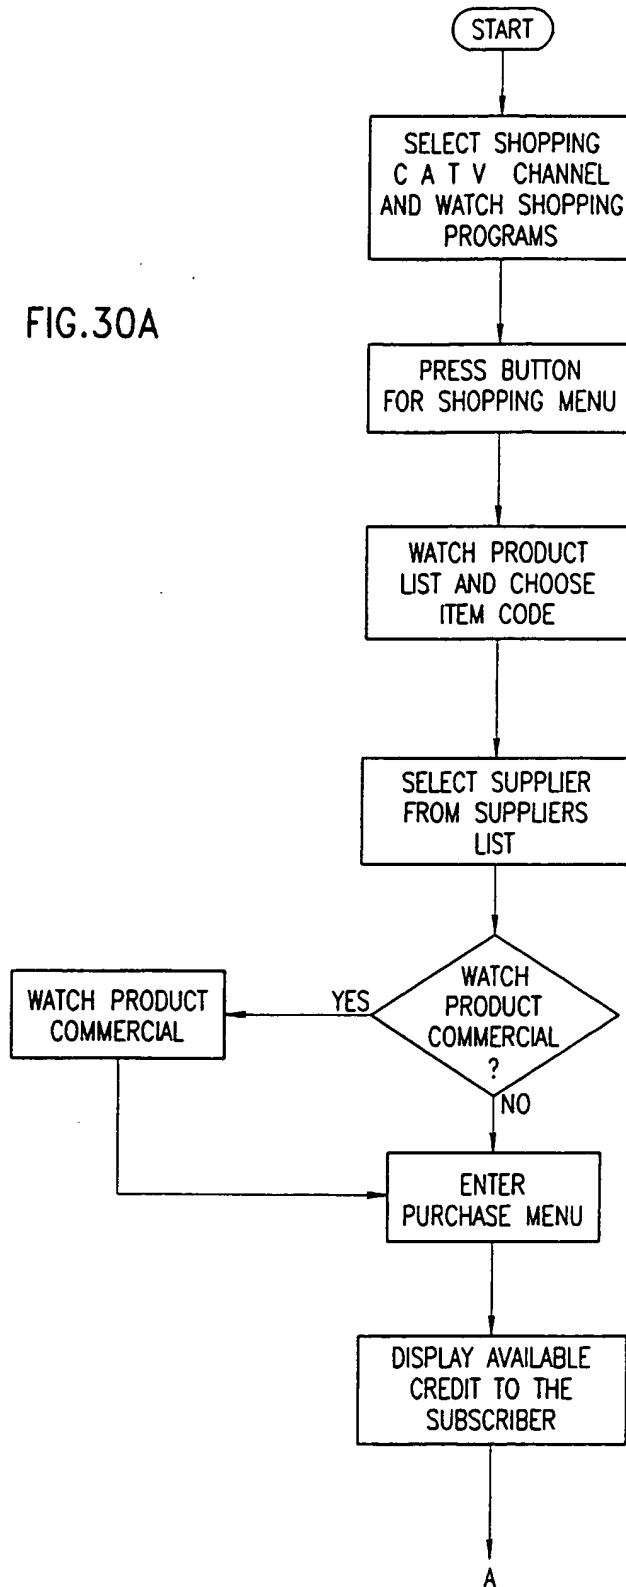 START
SELECT SHOPPING
C A T V CHANNEL
AND WATCH SHOPPING
PROGRAMS
FIG.30A
PRESS BUTTON
FOR SHOPPING MENU
WATCH PRODUCT
LIST AND CHOOSE
ITEM CODE
SELECT SUPPLIER
FROM SUPPLIERS
LIST
WATCH
PRODUCT
COMMERCIAL
?
YES
WATCH PRODUCT
COMMERCIAL
NO
ENTER
PURCHASE MENU
DISPLAY AVAILABLE
CREDIT TO THE
SUBSCRIBER
A